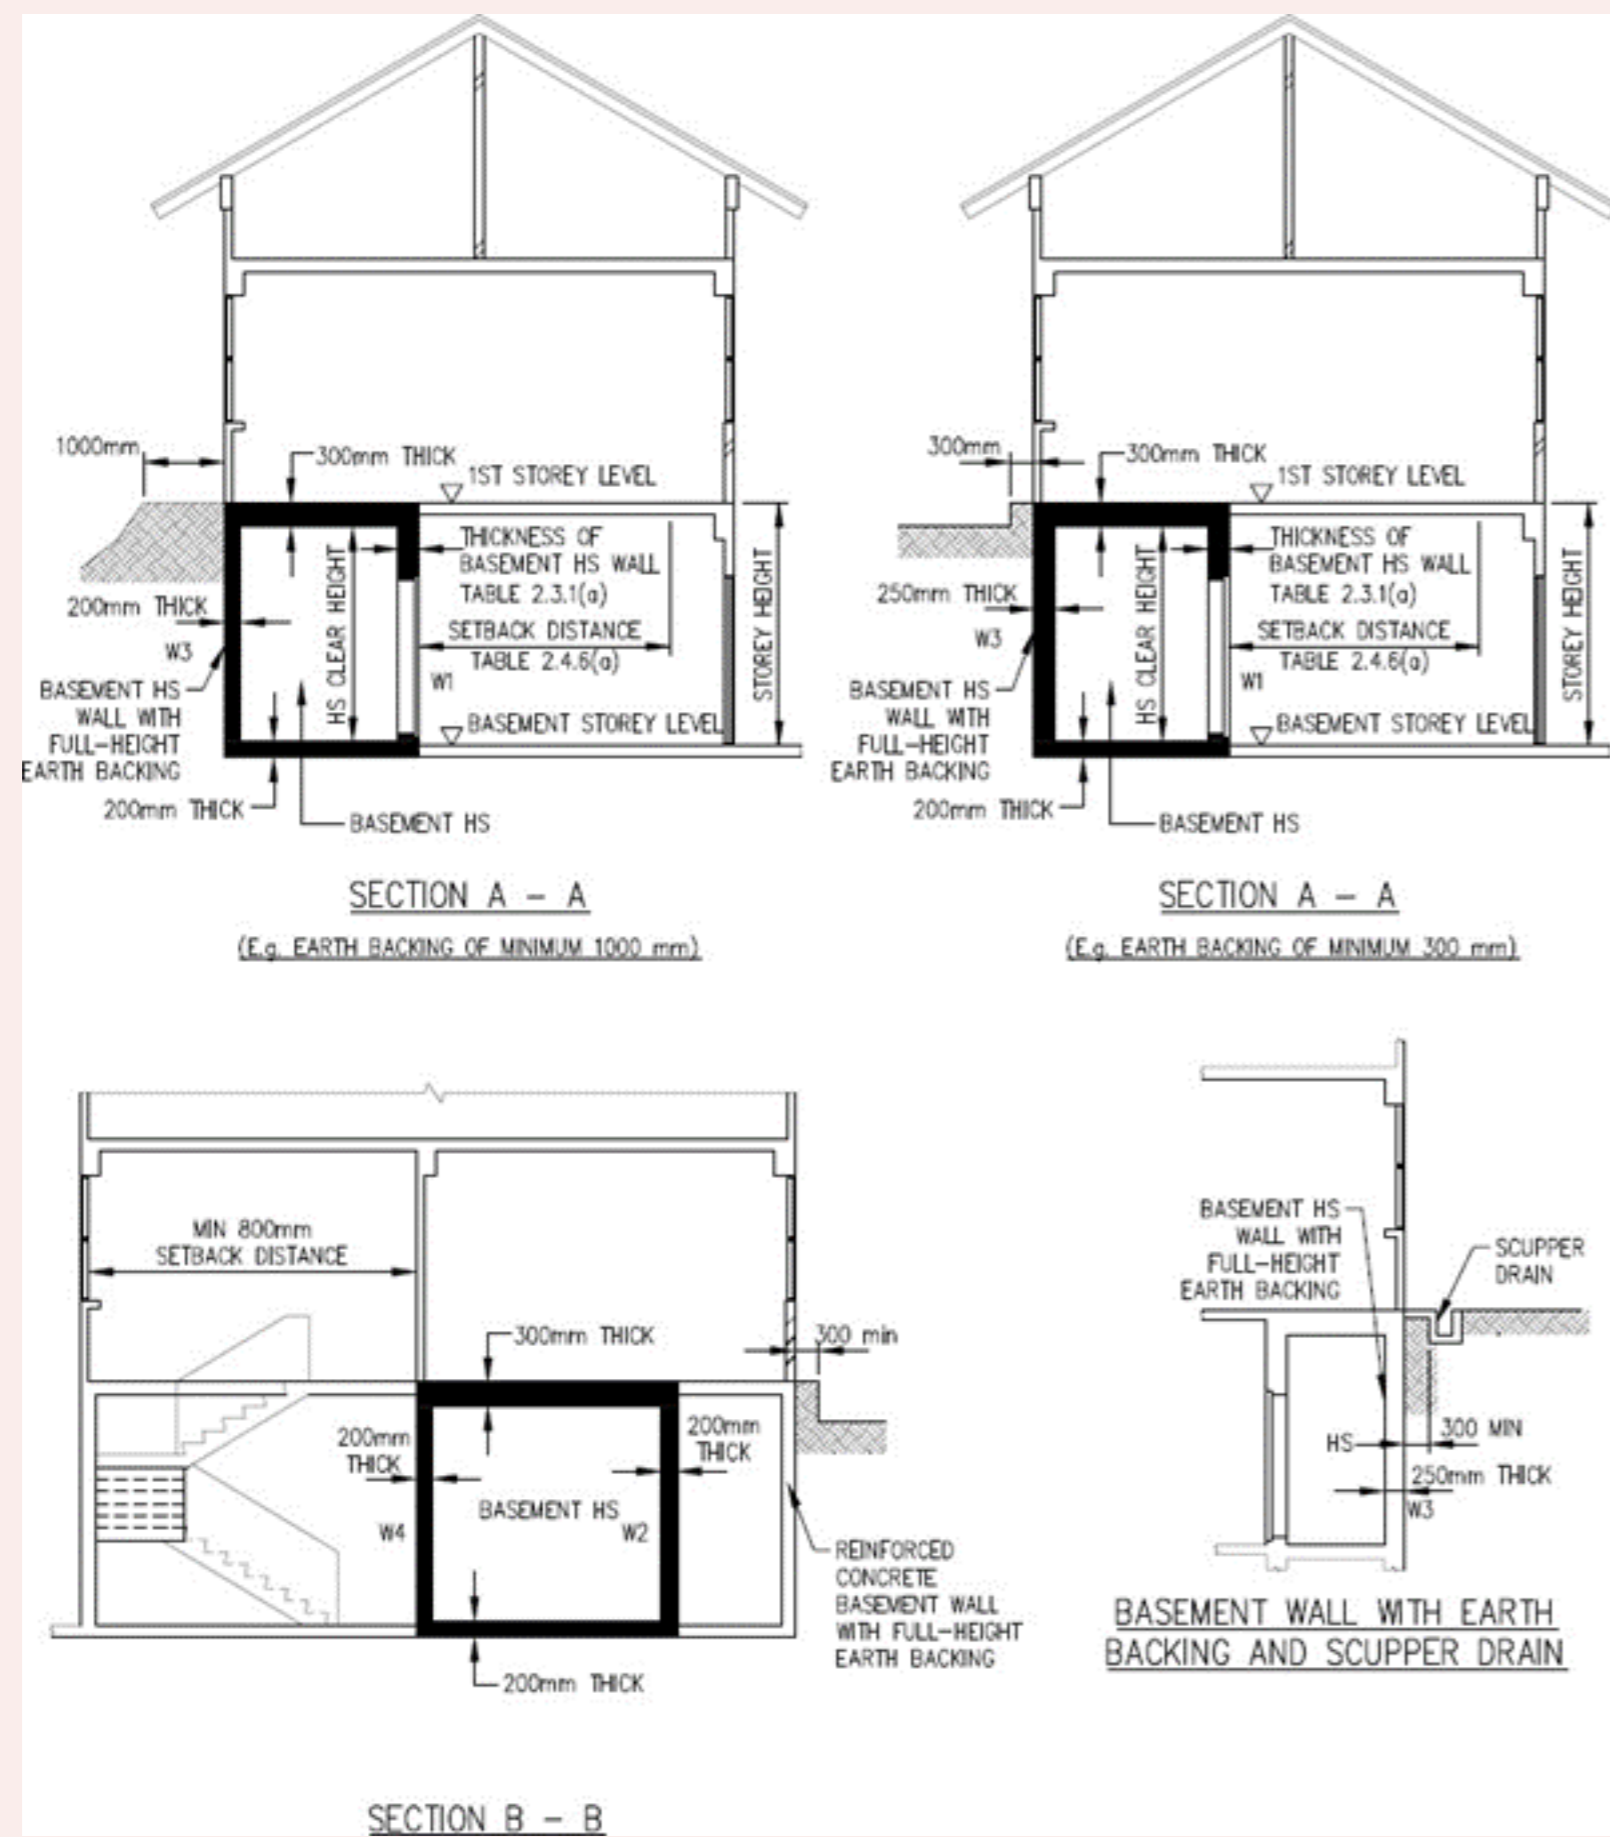 1000mm
300mm THICK
1ST STOREY LEVEL
THICKNESS OF
BASEMENT HS WALL
TABLE 2.3.1(a)
SETBACK DISTANCE
TABLE 2.4.6(a)
HS CLEAR HEIGHT
STOREY HEIGHT
200mm THICK
W3
W1
BASEMENT HS
WALL WITH
FULL-HEIGHT
EARTH BACKING
BASEMENT STOREY LEVEL
200mm THICK
BASEMENT HS
SECTION A - A
(E.g. EARTH BACKING OF MINIMUM 1000 mm)
300mm
300mm THICK
1ST STOREY LEVEL
THICKNESS OF
BASEMENT HS WALL
TABLE 2.3.1(a)
SETBACK DISTANCE
TABLE 2.4.6(a)
HS CLEAR HEIGHT
STOREY HEIGHT
250mm THICK
W3
W1
BASEMENT HS
WALL WITH
FULL-HEIGHT
EARTH BACKING
BASEMENT STOREY LEVEL
200mm THICK
BASEMENT HS
SECTION A - A
(E.g. EARTH BACKING OF MINIMUM 300 mm)
MIN 800mm
SETBACK DISTANCE
300mm THICK
300 min
200mm
THICK
200mm
THICK
BASEMENT HS
W4
W2
REINFORCED
CONCRETE
BASEMENT WALL
WITH FULL-HEIGHT
EARTH BACKING
200mm THICK
SECTION B - B
BASEMENT HS
WALL WITH
FULL-HEIGHT
EARTH BACKING
SCUPPER
DRAIN
HS
300 MIN
250mm THICK
W3
BASEMENT WALL WITH EARTH
BACKING AND SCUPPER DRAIN